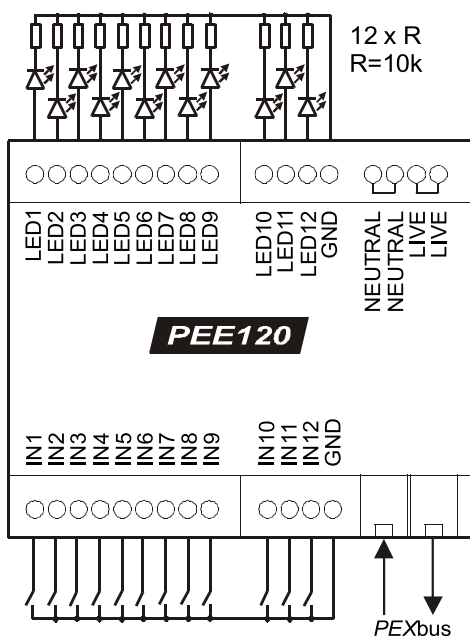 12 x R
R=10k
LED1
LED2
LED3
LED4
LED5
LED6
LED7
LED8
LED9
LED10
LED11
LED12
GND
NEUTRAL
NEUTRAL
LIVE
LIVE
PEE120
IN1
IN2
IN3
IN4
IN5
IN6
IN7
IN8
IN9
IN10
IN11
IN12
GND
PEXbus